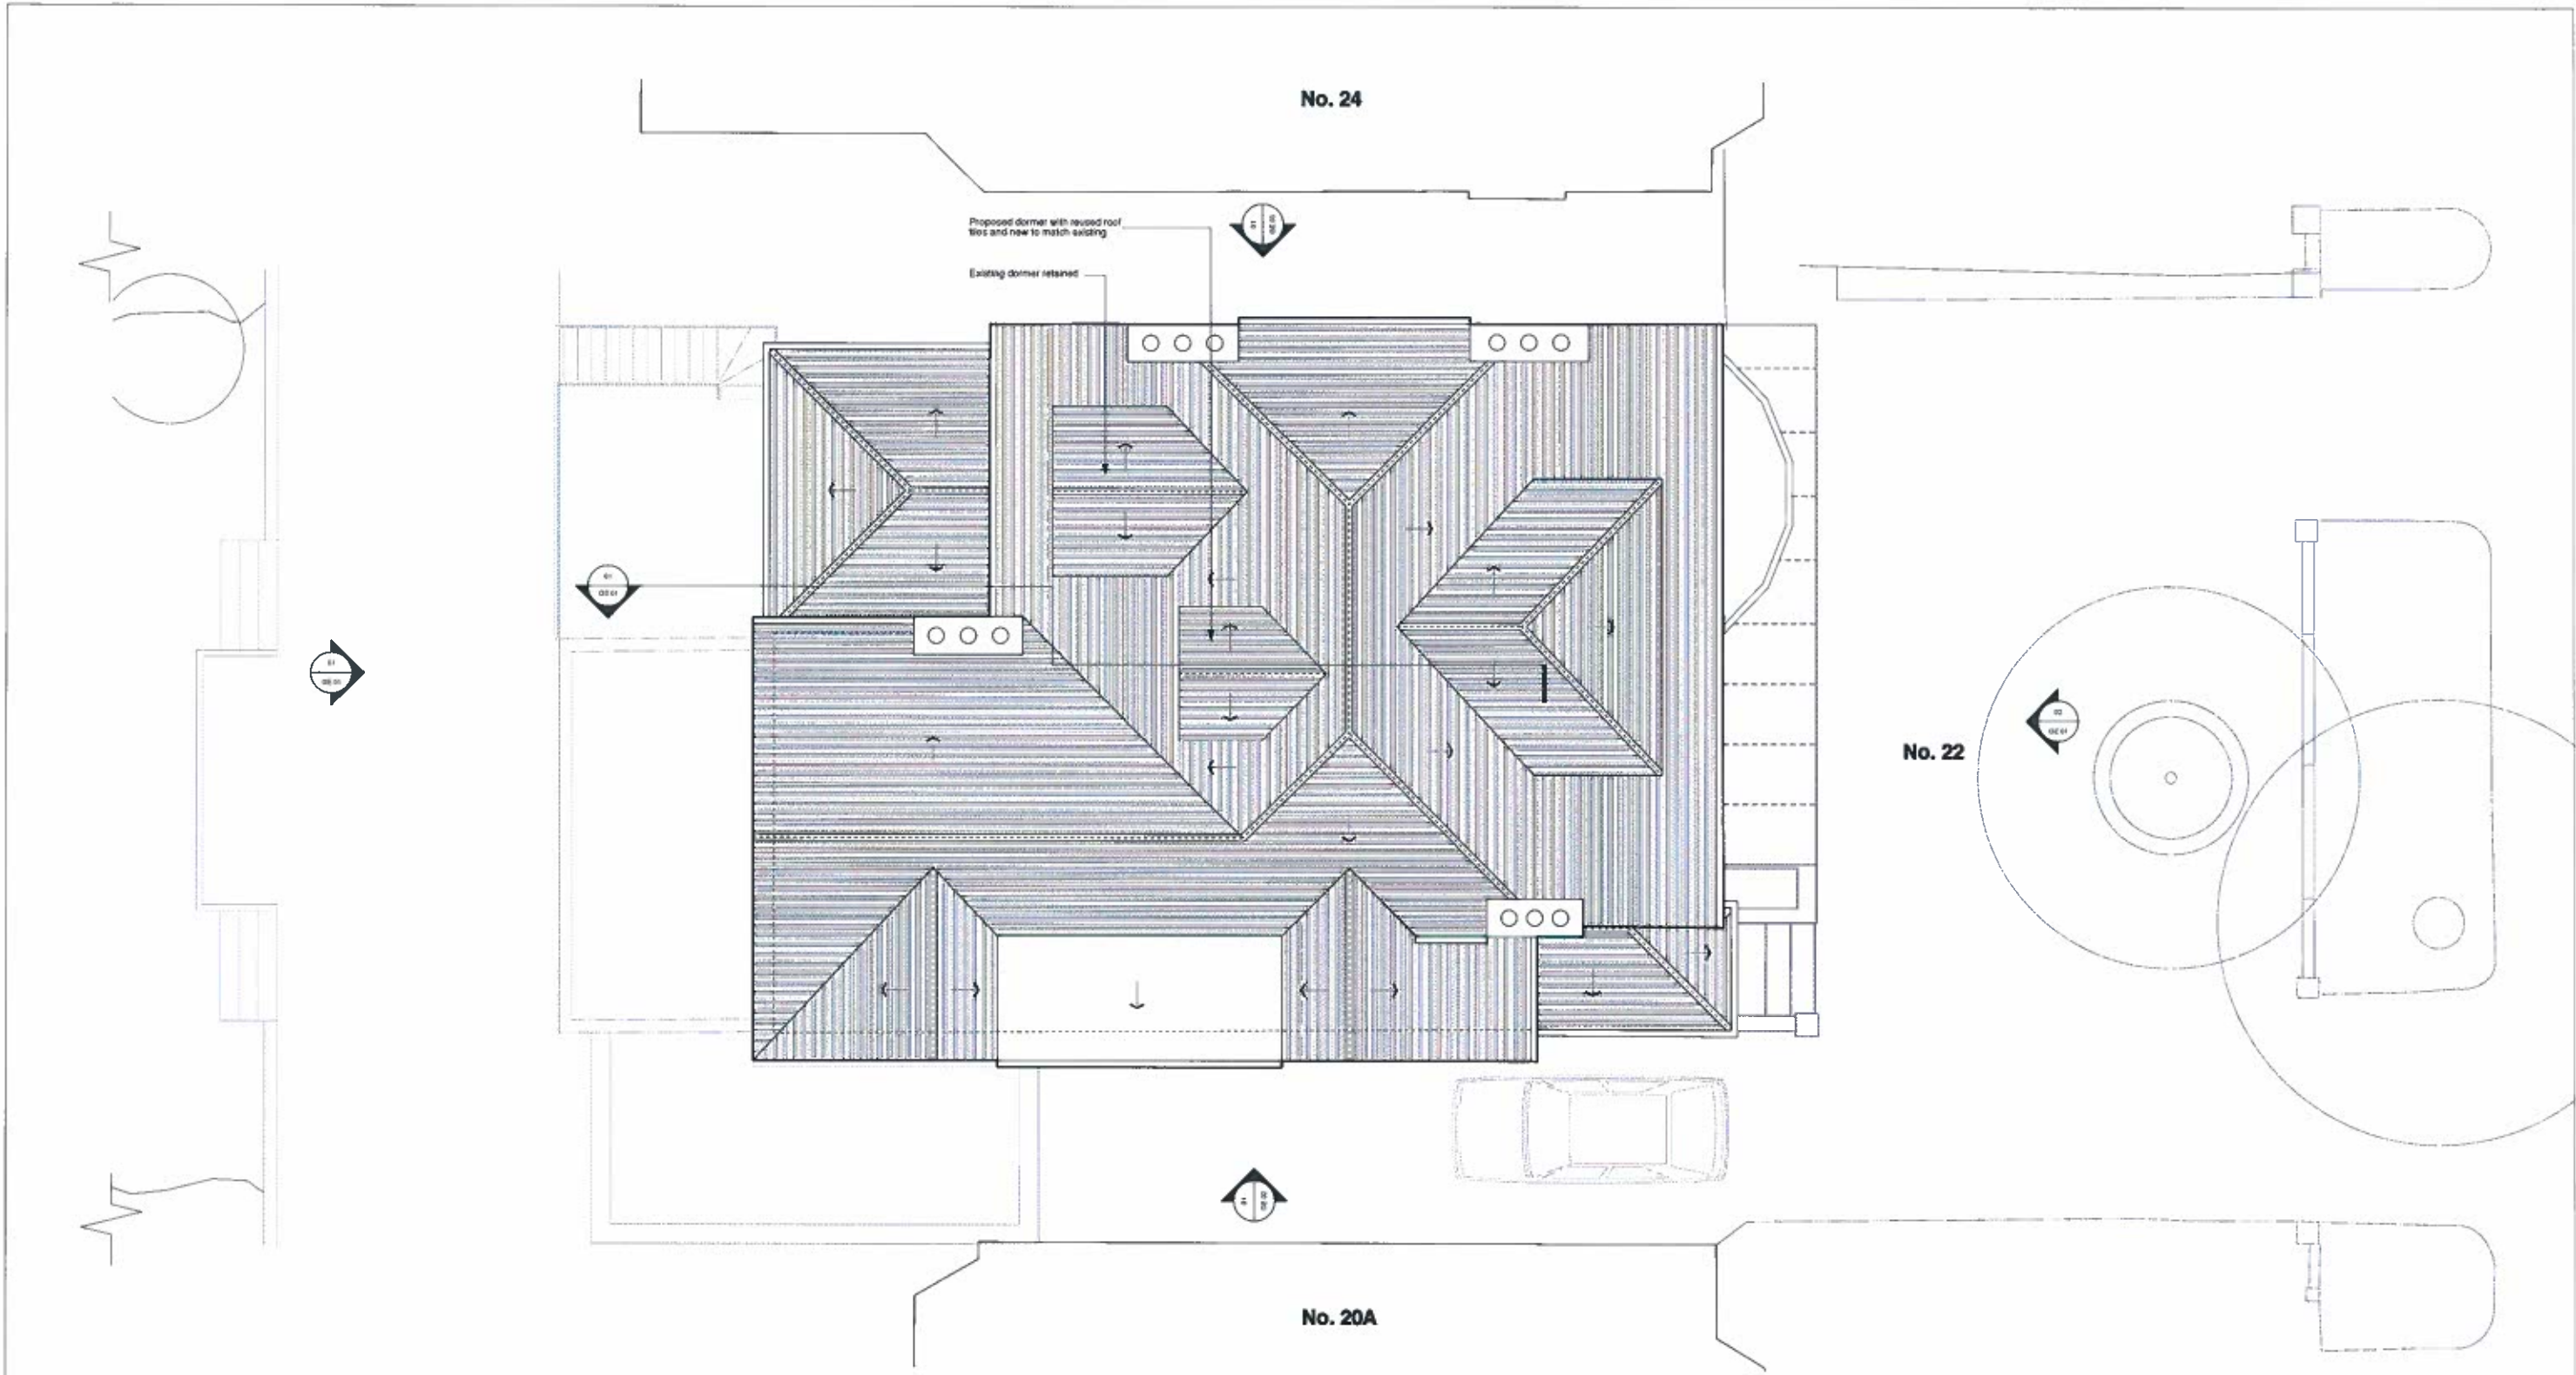 No. 24
Proposed dormer with reused roof
tiles and new to match existing
Existing dormer retained
No. 22
No. 20A